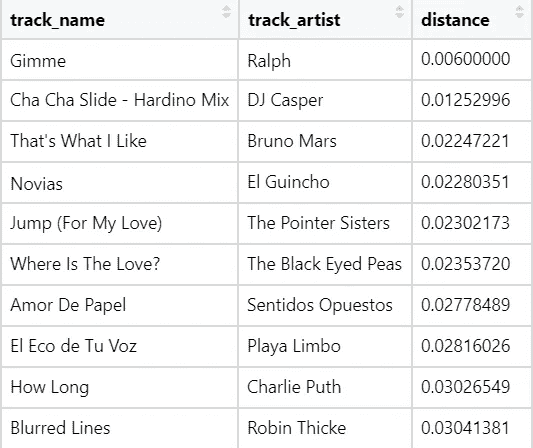 track_name track_artist distance
Gimme Ralph 0.00600000
Cha Cha Slide - Hardino Mix DJ Casper 0.01252996
That's What I Like Bruno Mars 0.02247221
Novias El Guincho 0.02280351
Jump (For My Love) The Pointer Sisters 0.02302173
Where Is The Love? The Black Eyed Peas 0.02353720
Amor De Papel Sentidos Opuestos 0.02778489
El Eco de Tu Voz Playa Limbo 0.02816026
How Long Charlie Puth 0.03026549
Blurred Lines Robin Thicke 0.03041381